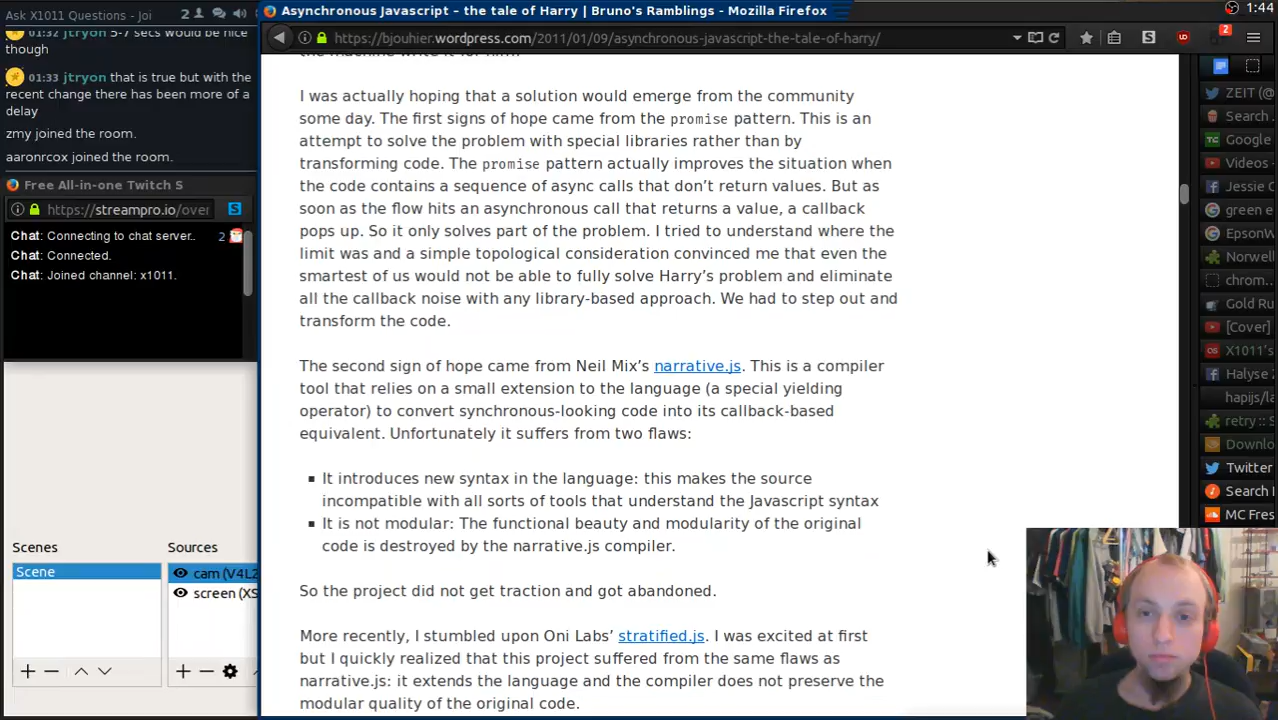 Ask X1011 Questions - Joi
2
01:32 jtryon 5-7 secs would be nice
though
01:33 jtryon that is true but with the
recent change there has been more of a
delay
zmy joined the room.
aaronrcox joined the room.
Free All-in-one Twitch S
https://streampro.io/over
S
Chat: Connecting to chat server..
2
Chat: Connected.
Chat: Joined channel: x1011.
Scenes
Sources
Scene
cam (V4L2
screen (XS
Asynchronous Javascript – the tale of Harry | Bruno's Ramblings - Mozilla Firefox
1:44
https://bjouhier.wordpress.com/2011/01/09/asynchronous-javascript-the-tale-of-harry/
S
2
I was actually hoping that a solution would emerge from the community
some day. The first signs of hope came from the promise pattern. This is an
attempt to solve the problem with special libraries rather than by
transforming code. The promise pattern actually improves the situation when
the code contains a sequence of async calls that don’t return values. But as
soon as the flow hits an asynchronous call that returns a value, a callback
pops up. So it only solves part of the problem. I tried to understand where the
limit was and a simple topological consideration convinced me that even the
smartest of us would not be able to fully solve Harry’s problem and eliminate
all the callback noise with any library-based approach. We had to step out and
transform the code.
The second sign of hope came from Neil Mix’s narrative.js. This is a compiler
tool that relies on a small extension to the language (a special yielding
operator) to convert synchronous-looking code into its callback-based
equivalent. Unfortunately it suffers from two flaws:
It introduces new syntax in the language: this makes the source
incompatible with all sorts of tools that understand the Javascript syntax
It is not modular: The functional beauty and modularity of the original
code is destroyed by the narrative.js compiler.
So the project did not get traction and got abandoned.
More recently, I stumbled upon Oni Labs’ stratified.js. I was excited at first
but I quickly realized that this project suffered from the same flaws as
narrative.js: it extends the language and the compiler does not preserve the
modular quality of the original code.
ZEIT (@
Search
Google
Videos -
Jessie C
green e
EpsonW
Norwell
chrom.
Gold Ru
[Cover]
X1011's
Halyse Z
hapijs/la
retry :: S
Downlo
Twitter
Search
MC Fres